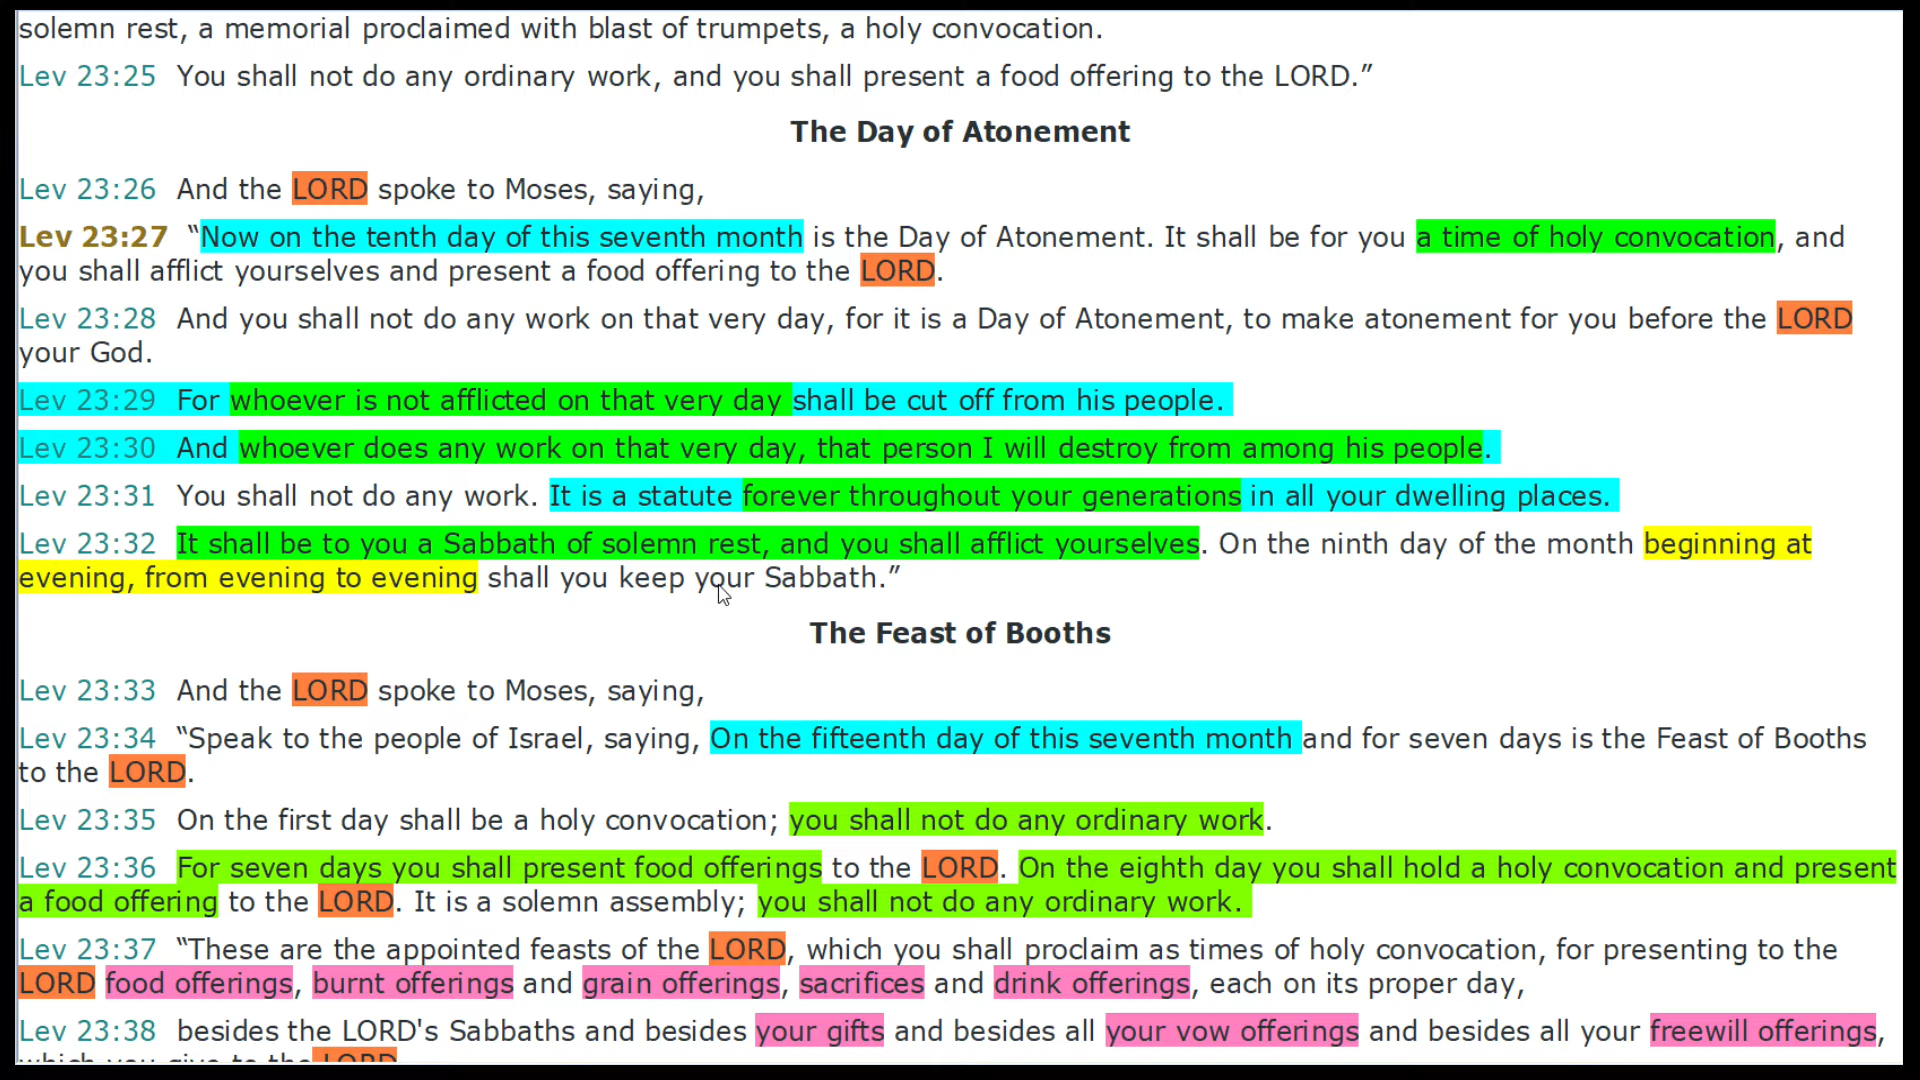 solemn rest, a memorial proclaimed with blast of trumpets, a holy convocation.
Lev 23:25 You shall not do any ordinary work, and you shall present a food offering to the LORD.”
The Day of Atonement
Lev 23:26 And the LORD spoke to Moses, saying,
Lev 23:27 “Now on the tenth day of this seventh month is the Day of Atonement. It shall be for you a time of holy convocation, and
you shall afflict yourselves and present a food offering to the LORD.
Lev 23:28 And you shall not do any work on that very day, for it is a Day of Atonement, to make atonement for you before the LORD
your God.
Lev 23:29 For whoever is not afflicted on that very day shall be cut off from his people.
Lev 23:30 And whoever does any work on that very day, that person I will destroy from among his people.
Lev 23:31 You shall not do any work. It is a statute forever throughout your generations in all your dwelling places.
Lev 23:32 It shall be to you a Sabbath of solemn rest, and you shall afflict yourselves. On the ninth day of the month beginning at
evening, from evening to evening shall you keep your Sabbath.”
The Feast of Booths
Lev 23:33 And the LORD spoke to Moses, saying,
Lev 23:34 “Speak to the people of Israel, saying, On the fifteenth day of this seventh month and for seven days is the Feast of Booths
to the LORD.
Lev 23:35 On the first day shall be a holy convocation; you shall not do any ordinary work.
Lev 23:36 For seven days you shall present food offerings to the LORD. On the eighth day you shall hold a holy convocation and present
a food offering to the LORD. It is a solemn assembly; you shall not do any ordinary work.
Lev 23:37 “These are the appointed feasts of the LORD, which you shall proclaim as times of holy convocation, for presenting to the
LORD food offerings, burnt offerings and grain offerings, sacrifices and drink offerings, each on its proper day,
Lev 23:38 besides the LORD's Sabbaths and besides your gifts and besides all your vow offerings and besides all your freewill offerings,
which you give to the LORD